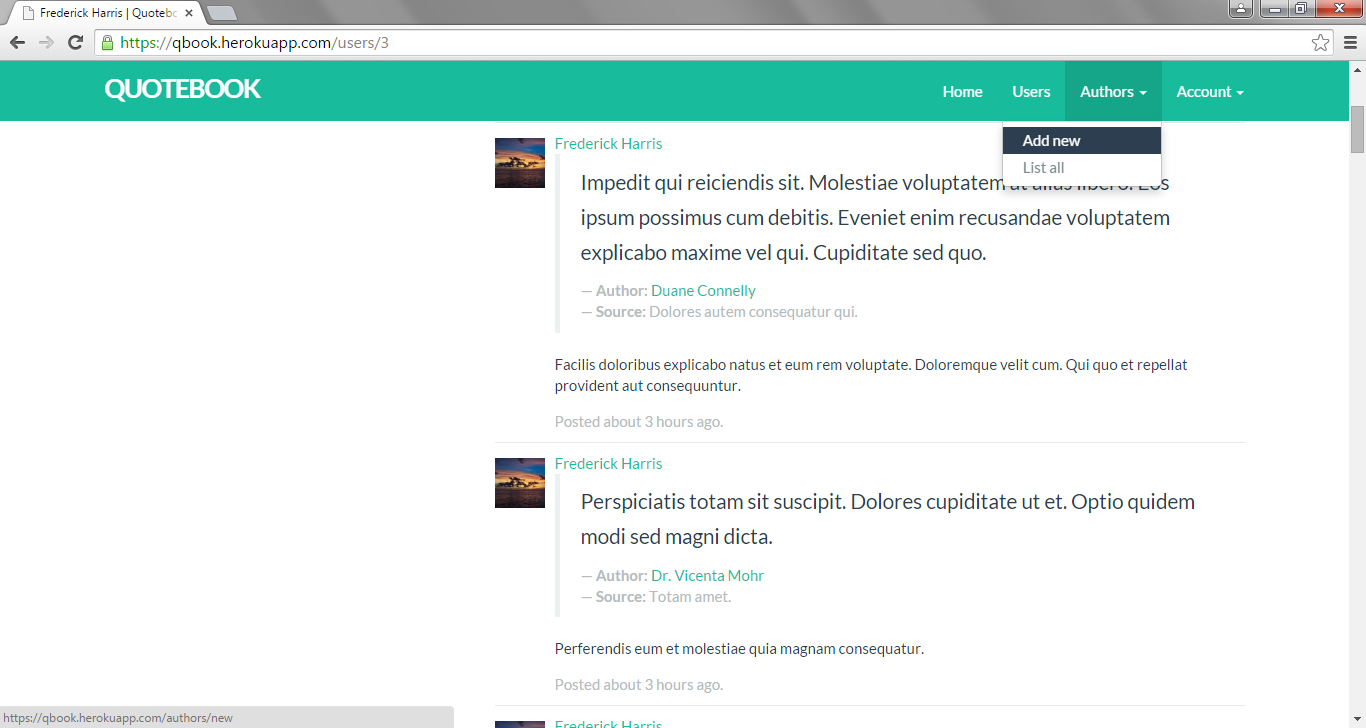 Frederick Harris | Quotebo
https://qbook.herokuapp.com/users/3
QUOTEBOOK
Home Users Authors Account
Add new
List all
Frederick Harris
Impedit qui reiciendis sit. Molestiae voluptatem at alias libero. Eos
ipsum possimus cum debitis. Eveniet enim recusandae voluptatem
explicabo maxime vel qui. Cupiditate sed quo.
— Author: Duane Connelly
— Source: Dolores autem consequatur qui.
Facilis doloribus explicabo natus et eum rem voluptate. Doloremque velit cum. Qui quo et repellat
provident aut consequuntur.
Posted about 3 hours ago.
Frederick Harris
Perspiciatis totam sit suscipit. Dolores cupiditate ut et. Optio quidem
modi sed magni dicta.
— Author: Dr. Vicenta Mohr
— Source: Totam amet.
Perferendis eum et molestiae quia magnam consequatur.
Posted about 3 hours ago.
Frederick Harris
https://qbook.herokuapp.com/authors/new